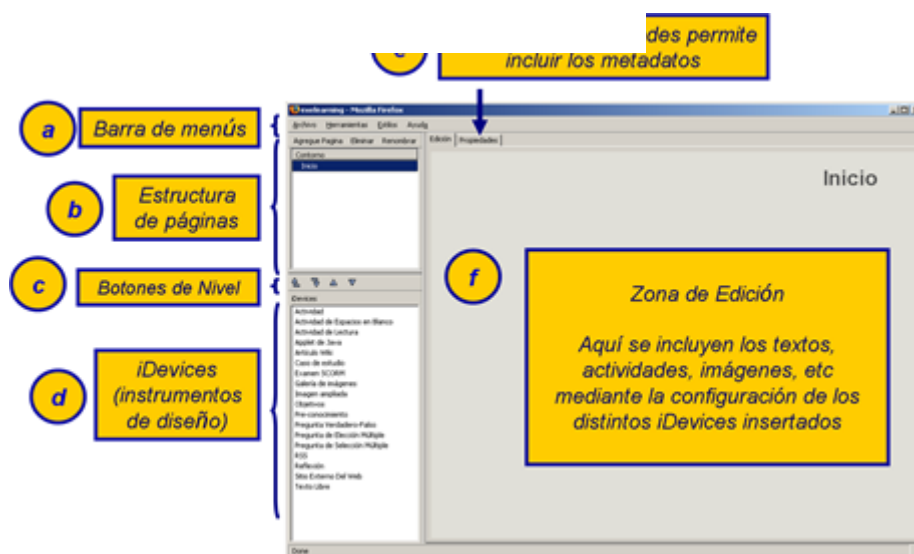 des permite
incluir los metadatos
a
Barra de menús
exelearning - Mozilla Firefox
Archivo Herramientas Estilos Ayuda
Agregue Pagina Eliminar Renombrar
Edición Propiedades
Contorno
Inicio
Inicio
b
Estructura
de páginas
c
Botones de Nivel
f
Zona de Edición
Aquí se incluyen los textos,
actividades, imágenes, etc
mediante la configuración de los
distintos iDevices insertados
d
iDevices
(instrumentos
de diseño)
iDevices
Actividad
Actividad de Espacios en Blanco
Actividad de Lectura
Applet de Java
Artículo Wiki
Caso de estudio
Examen SCORM
Galería de imágenes
Imagen ampliada
Objetivos
Pre-conocimiento
Pregunta Verdadero-Falso
Pregunta de Elección Múltiple
Pregunta de Selección Múltiple
RSS
Reflexión
Sitio Externo Del Web
Texto Libre
Done